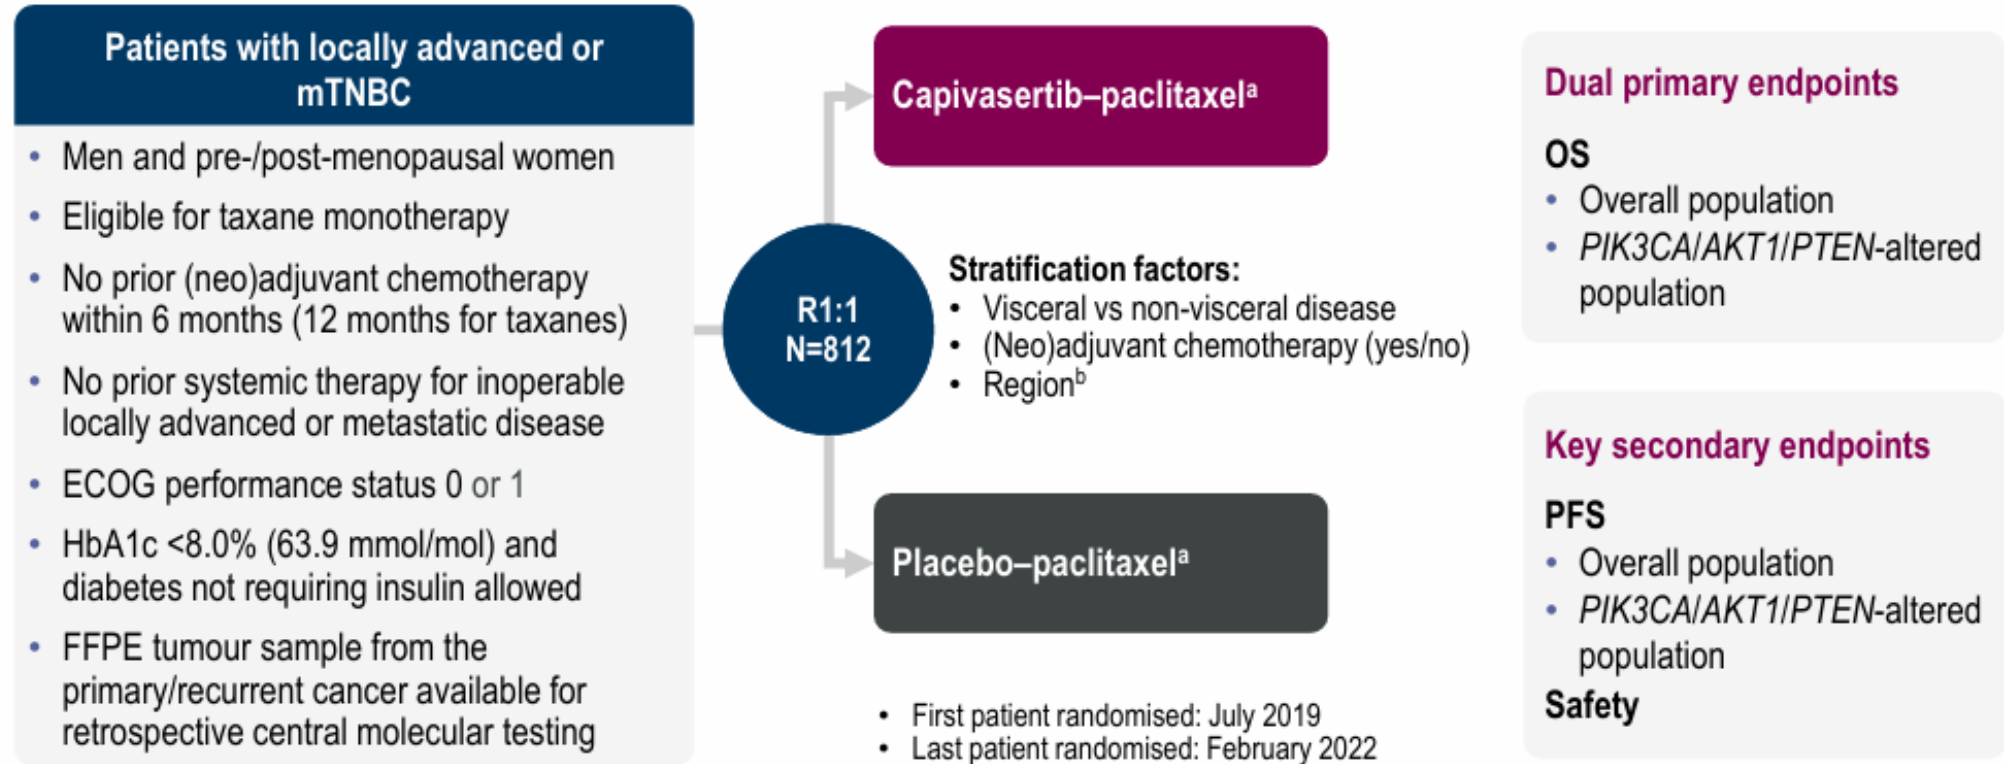 Patients with locally advanced or
mTNBC
• Men and pre-/post-menopausal women
• Eligible for taxane monotherapy
• No prior (neo)adjuvant chemotherapy
within 6 months (12 months for taxanes)
• No prior systemic therapy for inoperable
locally advanced or metastatic disease
• ECOG performance status 0 or 1
• HbA1c <8.0% (63.9 mmol/mol) and
diabetes not requiring insulin allowed
• FFPE tumour sample from the
primary/recurrent cancer available for
retrospective central molecular testing
R1:1
N=812
Capivasertib–paclitaxelᵃ
Stratification factors:
• Visceral vs non-visceral disease
• (Neo)adjuvant chemotherapy (yes/no)
• Regionᵇ
Placebo–paclitaxelᵃ
• First patient randomised: July 2019
• Last patient randomised: February 2022
Dual primary endpoints
OS
• Overall population
• PIK3CA/AKT1/PTEN-altered
population
Key secondary endpoints
PFS
• Overall population
• PIK3CA/AKT1/PTEN-altered
population
Safety